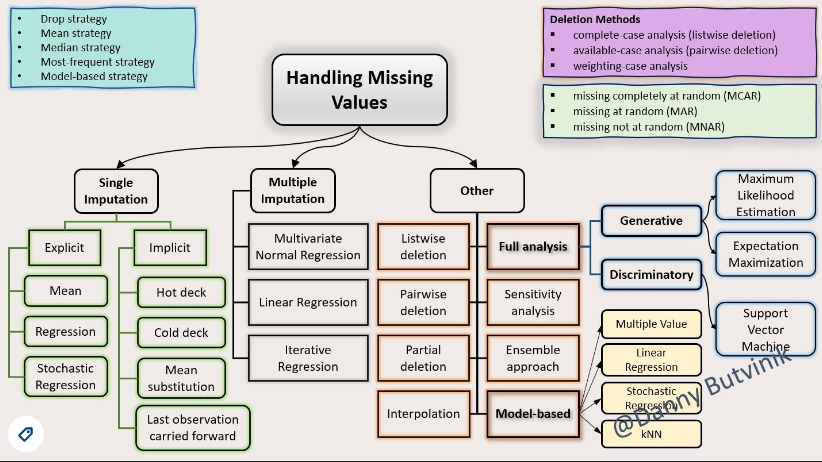 Drop strategy
Mean strategy
Median strategy
Most-frequent strategy
Model-based strategy
Handling Missing
Values
Deletion Methods
complete-case analysis (listwise deletion)
available-case analysis (pairwise deletion)
weighting-case analysis
missing completely at random (MCAR)
missing at random (MAR)
missing not at random (MNAR)
Single
Imputation
Explicit
Mean
Regression
Stochastic
Regression
Implicit
Hot deck
Cold deck
Mean
substitution
Last observation
carried forward
Multiple
Imputation
Multivariate
Normal Regression
Linear Regression
Iterative
Regression
Other
Listwise
deletion
Pairwise
deletion
Partial
deletion
Interpolation
Full analysis
Sensitivity
analysis
Ensemble
approach
Model-based
Generative
Discriminatory
Maximum
Likelihood
Estimation
Expectation
Maximization
Support
Vector
Machine
Multiple Value
Linear
Regression
Stochastic
Regression
kNN
@Danny Butvinik